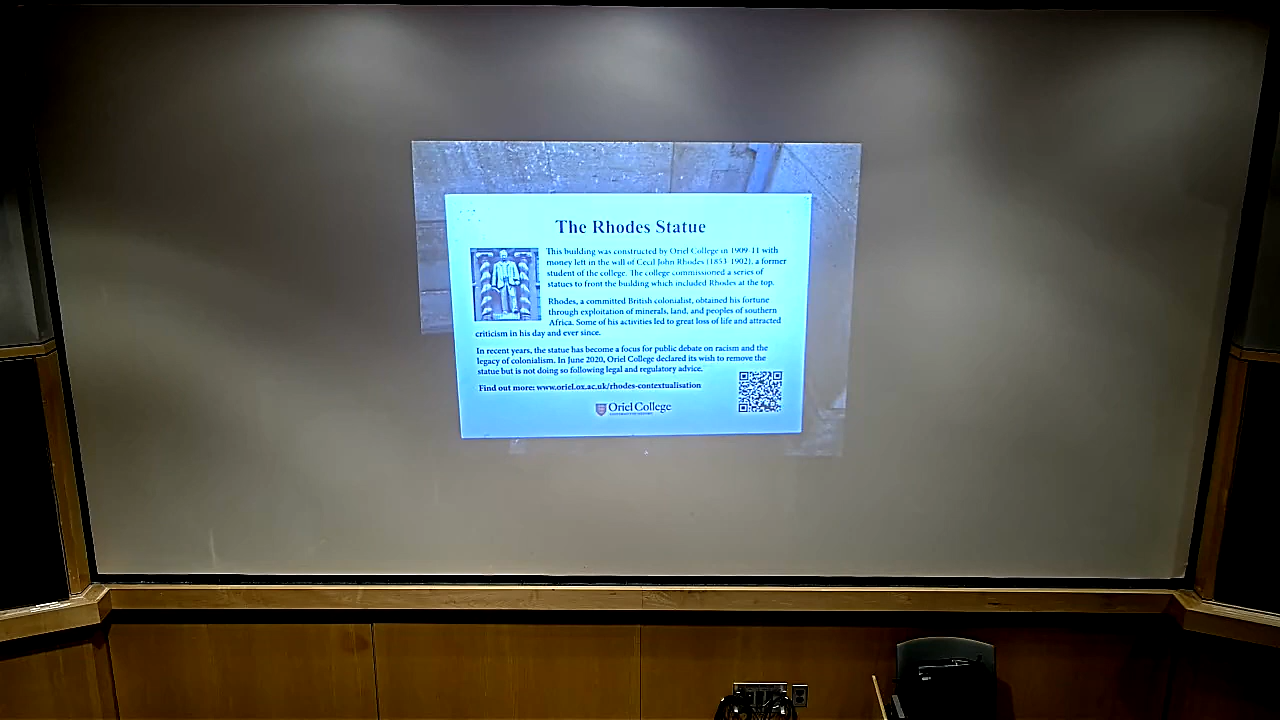 The Rhodes Statue
This building was constructed by Oriel College in 1909-11 with
money left in the will of Cecil John Rhodes (1853-1902), a former
student of the college. The college commissioned a series of
statues to front the building which included Rhodes at the top.
Rhodes, a committed British colonialist, obtained his fortune
through exploitation of minerals, land, and peoples of southern
Africa. Some of his activities led to great loss of life and attracted
criticism in his day and ever since.
In recent years, the statue has become a focus for public debate on racism and the
legacy of colonialism. In June 2020, Oriel College declared its wish to remove the
statue but is not doing so following legal and regulatory advice.
Find out more: www.oriel.ox.ac.uk/rhodes-contextualisation
Oriel College